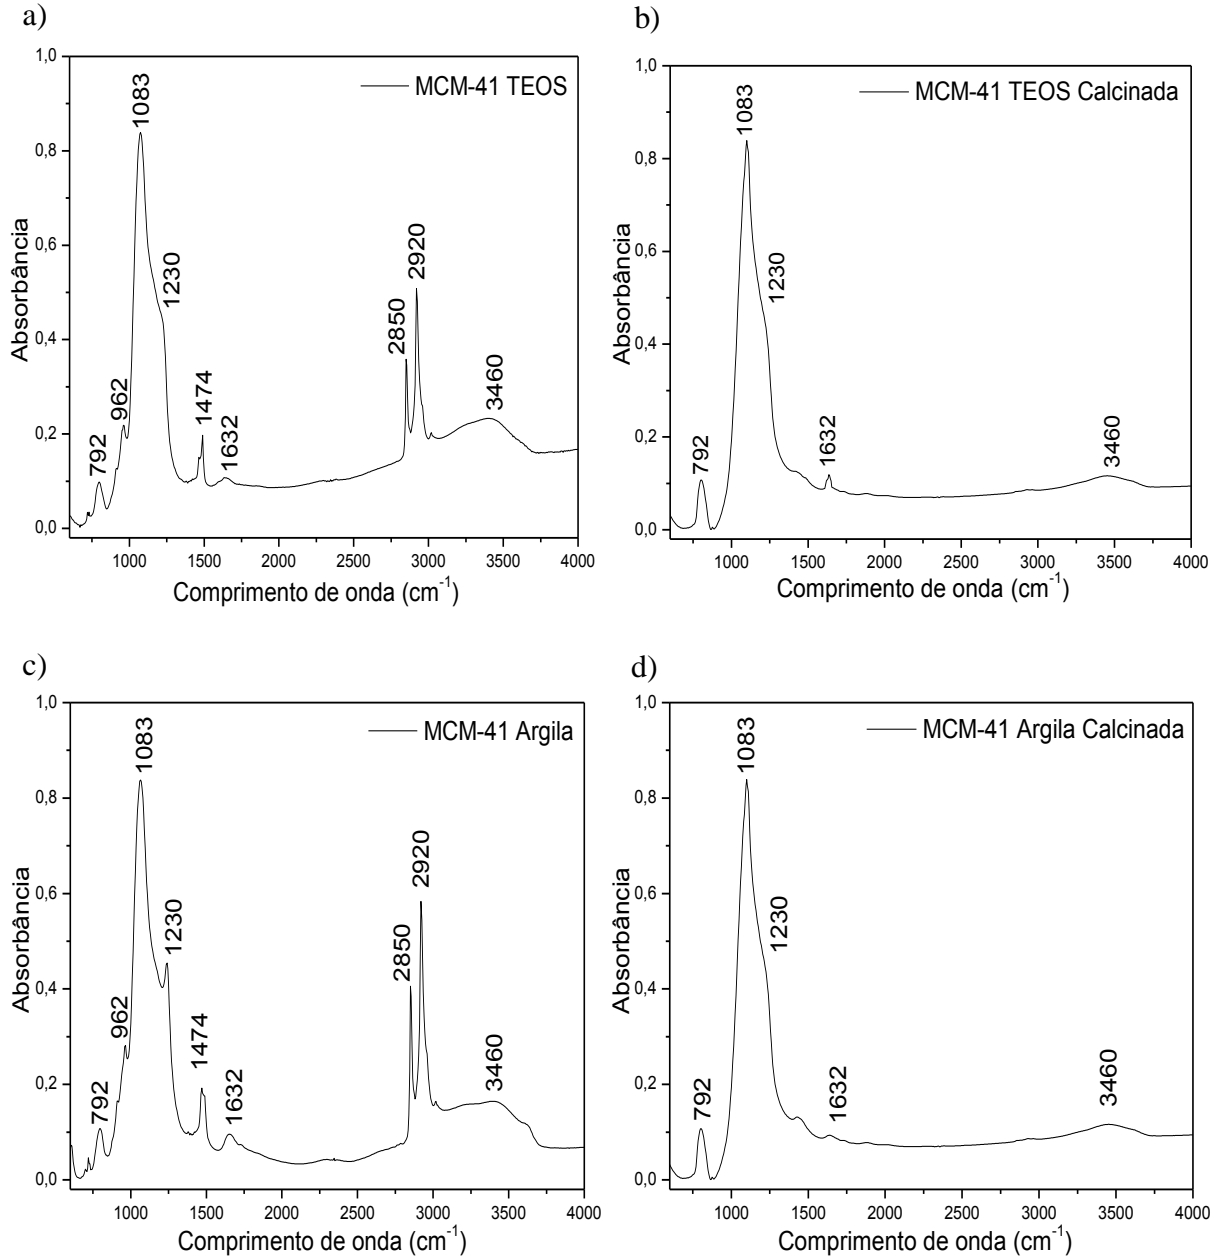 a)
1,0
0,8
0,6
0,4
0,2
0,0
Absorbância
MCM-41 TEOS
792
962
1083
1230
1474
1632
2850
2920
3460
1000 1500 2000 2500 3000 3500 4000
Comprimento de onda (cm⁻¹)
b)
1,0
0,8
0,6
0,4
0,2
0,0
Absorbância
MCM-41 TEOS Calcinada
792
1083
1230
1632
3460
1000 1500 2000 2500 3000 3500 4000
Comprimento de onda (cm⁻¹)
c)
1,0
0,8
0,6
0,4
0,2
0,0
Absorbância
MCM-41 Argila
792
962
1083
1230
1474
1632
2850
2920
3460
1000 1500 2000 2500 3000 3500 4000
Comprimento de onda (cm⁻¹)
d)
1,0
0,8
0,6
0,4
0,2
0,0
Absorbância
MCM-41 Argila Calcinada
792
1083
1230
1632
3460
1000 1500 2000 2500 3000 3500 4000
Comprimento de onda (cm⁻¹)